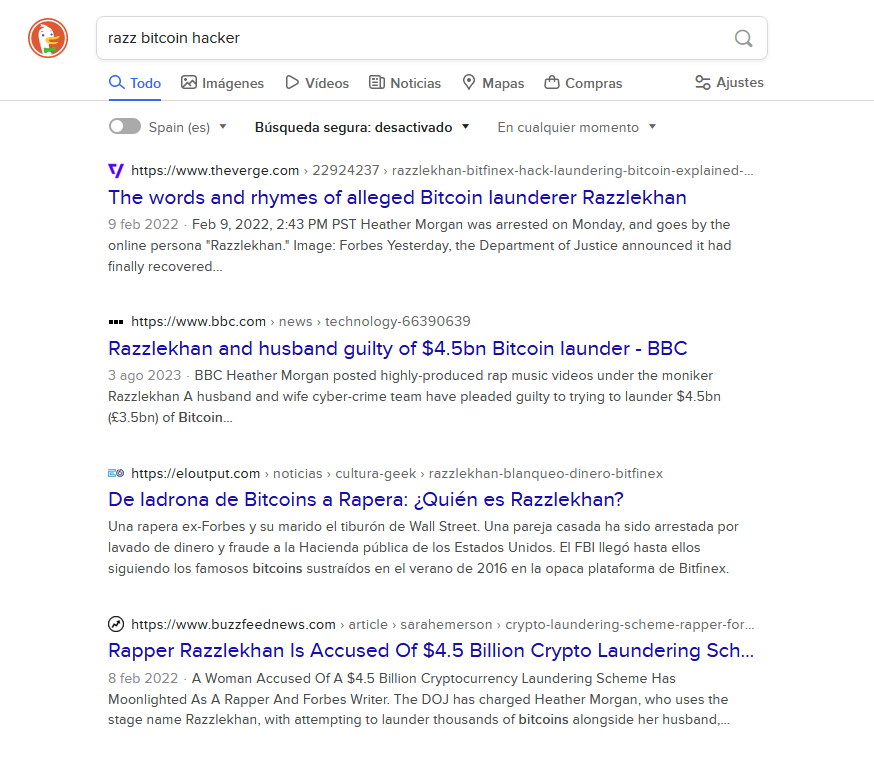 razz bitcoin hacker
Todo Imágenes Vídeos Noticias Mapas Compras Ajustes
Spain (es) Búsqueda segura: desactivado En cualquier momento
https://www.theverge.com › 22924237 › razzlekhan-bitfinex-hack-laundering-bitcoin-explained-...
The words and rhymes of alleged Bitcoin launderer Razzlekhan
9 feb 2022 · Feb 9, 2022, 2:43 PM PST Heather Morgan was arrested on Monday, and goes by the
online persona "Razzlekhan." Image: Forbes Yesterday, the Department of Justice announced it had
finally recovered...
https://www.bbc.com › news › technology-66390639
Razzlekhan and husband guilty of $4.5bn Bitcoin launder - BBC
3 ago 2023 · BBC Heather Morgan posted highly-produced rap music videos under the moniker
Razzlekhan A husband and wife cyber-crime team have pleaded guilty to trying to launder $4.5bn
(£3.5bn) of Bitcoin...
https://eloutput.com › noticias › cultura-geek › razzlekhan-blanqueo-dinero-bitfinex
De ladrona de Bitcoins a Rapera: ¿Quién es Razzlekhan?
Una rapera ex-Forbes y su marido el tiburón de Wall Street. Una pareja casada ha sido arrestada por
lavado de dinero y fraude a la Hacienda pública de los Estados Unidos. El FBI llegó hasta ellos
siguiendo los famosos bitcoins sustraídos en el verano de 2016 en la opaca plataforma de Bitfinex.
https://www.buzzfeednews.com › article › sarahemerson › crypto-laundering-scheme-rapper-for...
Rapper Razzlekhan Is Accused Of $4.5 Billion Crypto Laundering Sch...
8 feb 2022 · A Woman Accused Of A $4.5 Billion Cryptocurrency Laundering Scheme Has
Moonlighted As A Rapper And Forbes Writer. The DOJ has charged Heather Morgan, who uses the
stage name Razzlekhan, with attempting to launder thousands of bitcoins alongside her husband,...